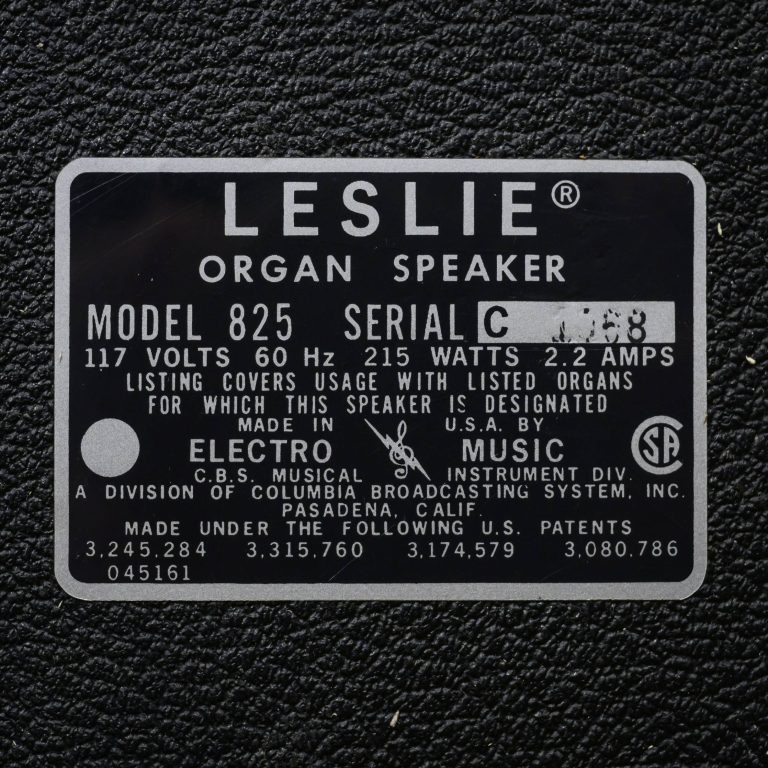 LESLIE®
ORGAN SPEAKER
MODEL 825 SERIAL C
117 VOLTS 60 Hz 215 WATTS 2.2 AMPS
LISTING COVERS USAGE WITH LISTED ORGANS
FOR WHICH THIS SPEAKER IS DESIGNATED
MADE IN U.S.A. BY
ELECTRO MUSIC
C.B.S. MUSICAL INSTRUMENT DIV.
A DIVISION OF COLUMBIA BROADCASTING SYSTEM, INC.
PASADENA, CALIF.
MADE UNDER THE FOLLOWING U.S. PATENTS
3,245,284 3,315,760 3,174,579 3,080,786
045161
SA